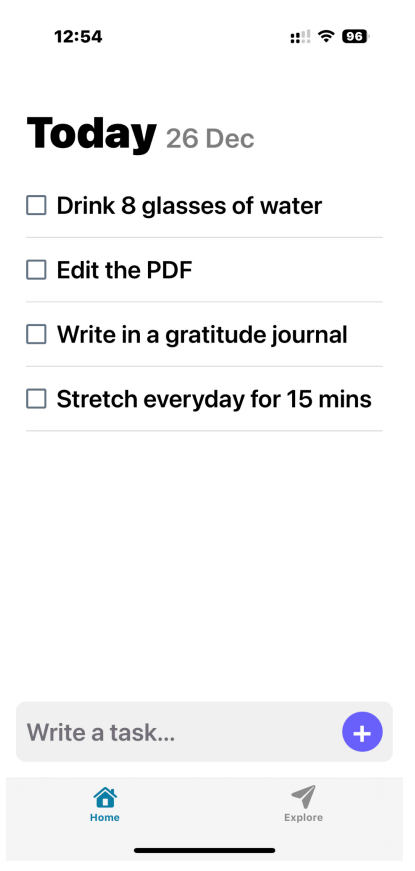 12:54
96
Today 26 Dec
Drink 8 glasses of water
Edit the PDF
Write in a gratitude journal
Stretch everyday for 15 mins
Write a task...
+
Home
Explore